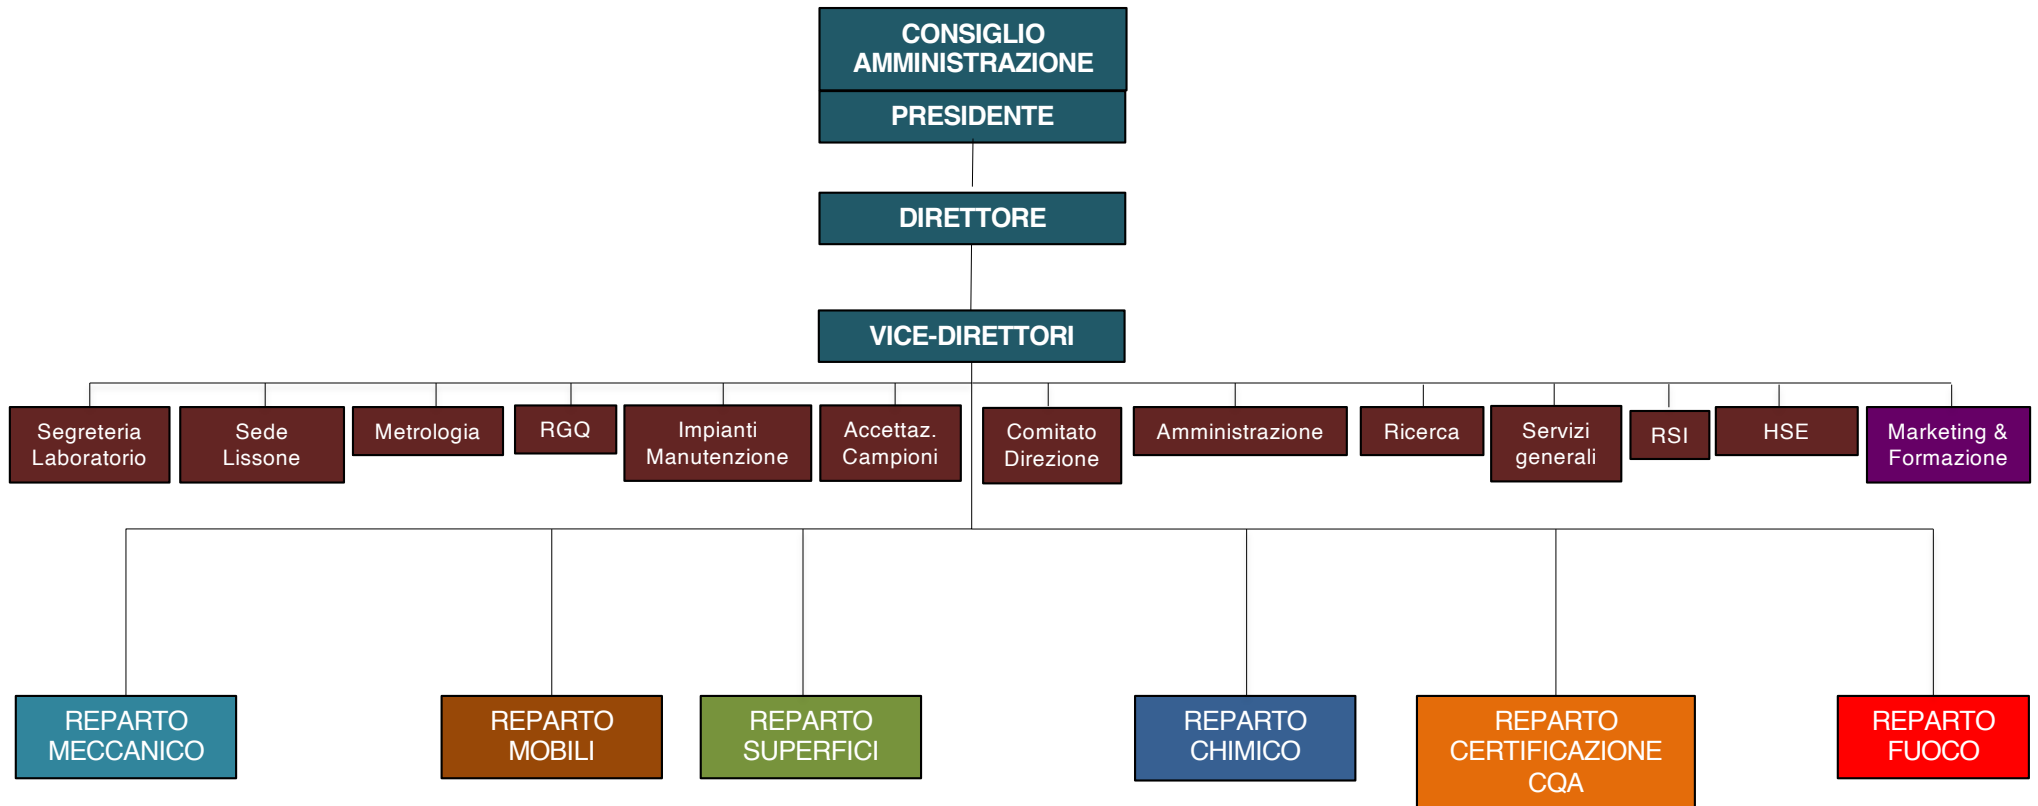 CONSIGLIO
AMMINISTRAZIONE
PRESIDENTE
DIRETTORE
VICE-DIRETTORI
Segreteria
Laboratorio
Sede
Lissone
Metrologia
RGQ
Impianti
Manutenzione
Accettaz.
Campioni
Comitato
Direzione
Amministrazione
Ricerca
Servizi
generali
RSI
HSE
Marketing &
Formazione
REPARTO
MECCANICO
REPARTO
MOBILI
REPARTO
SUPERFICI
REPARTO
CHIMICO
REPARTO
CERTIFICAZIONE
CQA
REPARTO
FUOCO